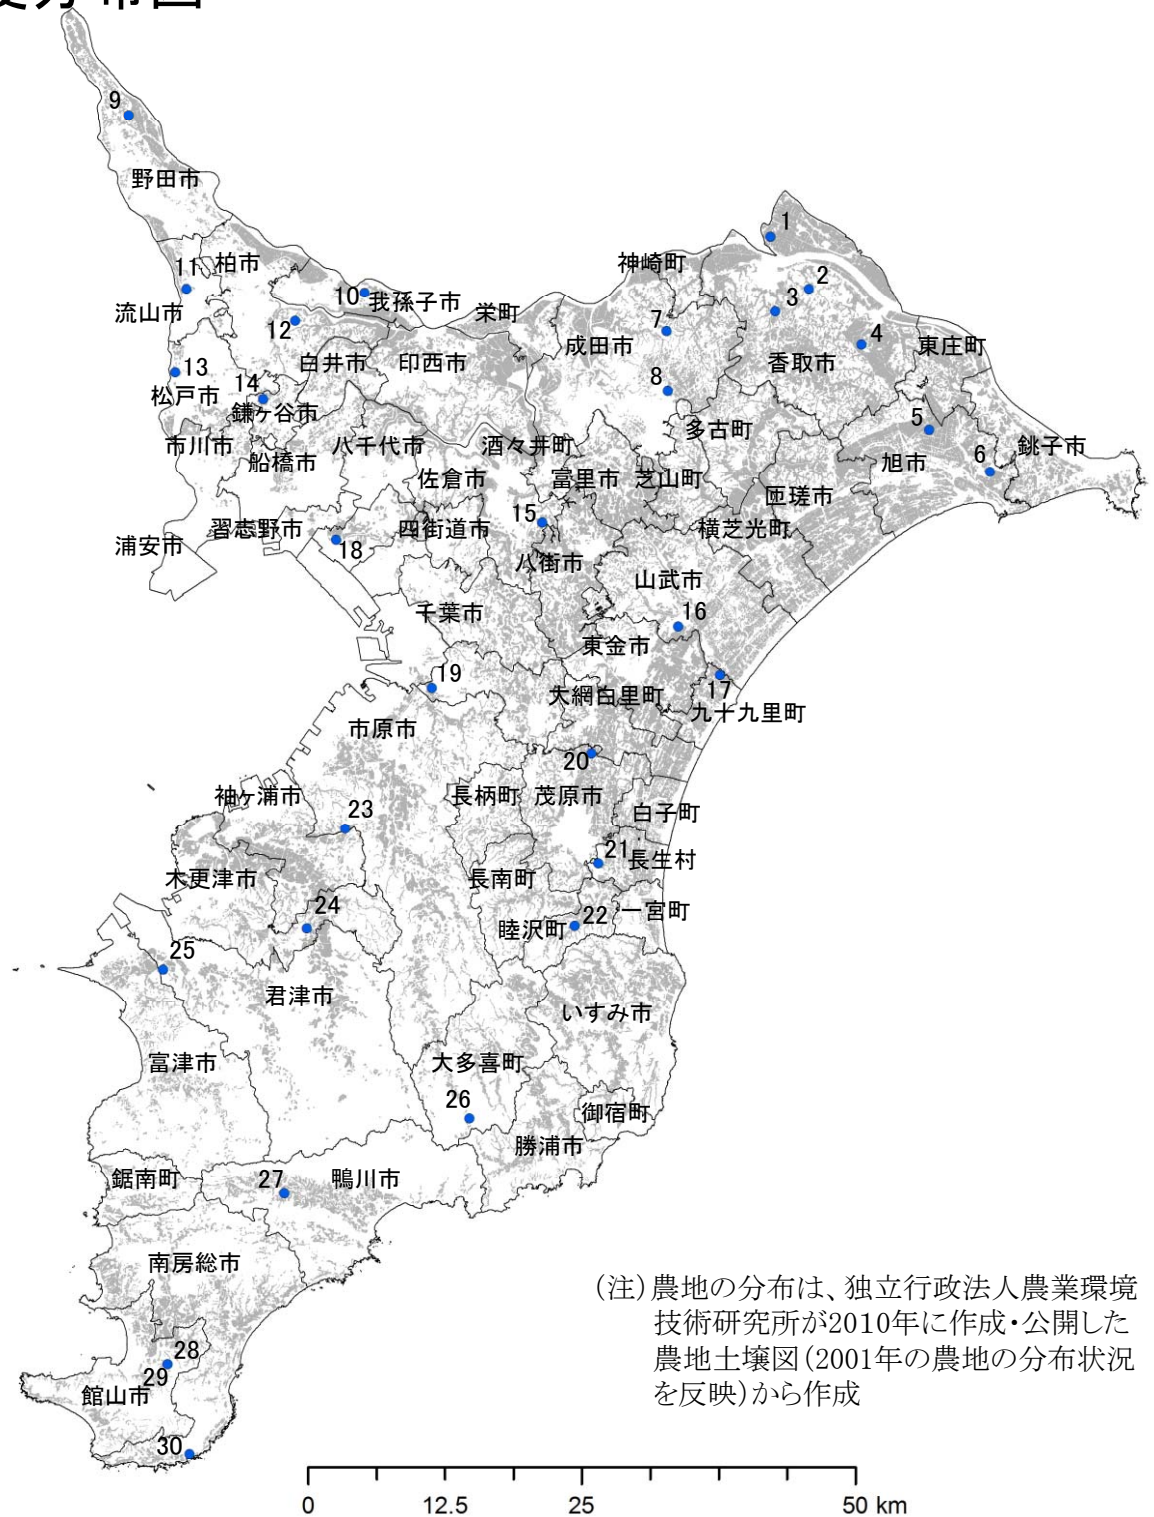 9
野田市
1
神崎町
2
11
柏市
10
我孫子市
3
流山市
栄町
7
12
成田市
4
東庄町
白井市
印西市
香取市
13
8
松戸市
14
鎌ヶ谷市
5
多古町
市川市
八千代市
酒々井町
銚子市
船橋市
6
旭市
佐倉市
富里市
芝山町
匝瑳市
15
習志野市
四街道市
横芝光町
浦安市
18
八街市
山武市
千葉市
16
東金市
19
17
大網白里町
九十九里町
市原市
20
袖ヶ浦市
長柄町
茂原市
23
白子町
21
長生村
木更津市
長南町
24
22
一宮町
睦沢町
25
君津市
いすみ市
富津市
大多喜町
26
御宿町
勝浦市
鋸南町
27
鴨川市
南房総市
（注）農地の分布は、独立行政法人農業環境
技術研究所が2010年に作成・公開した
農地土壌図（2001年の農地の分布状況
を反映）から作成
28
29
館山市
30
0
12.5
25
50 km